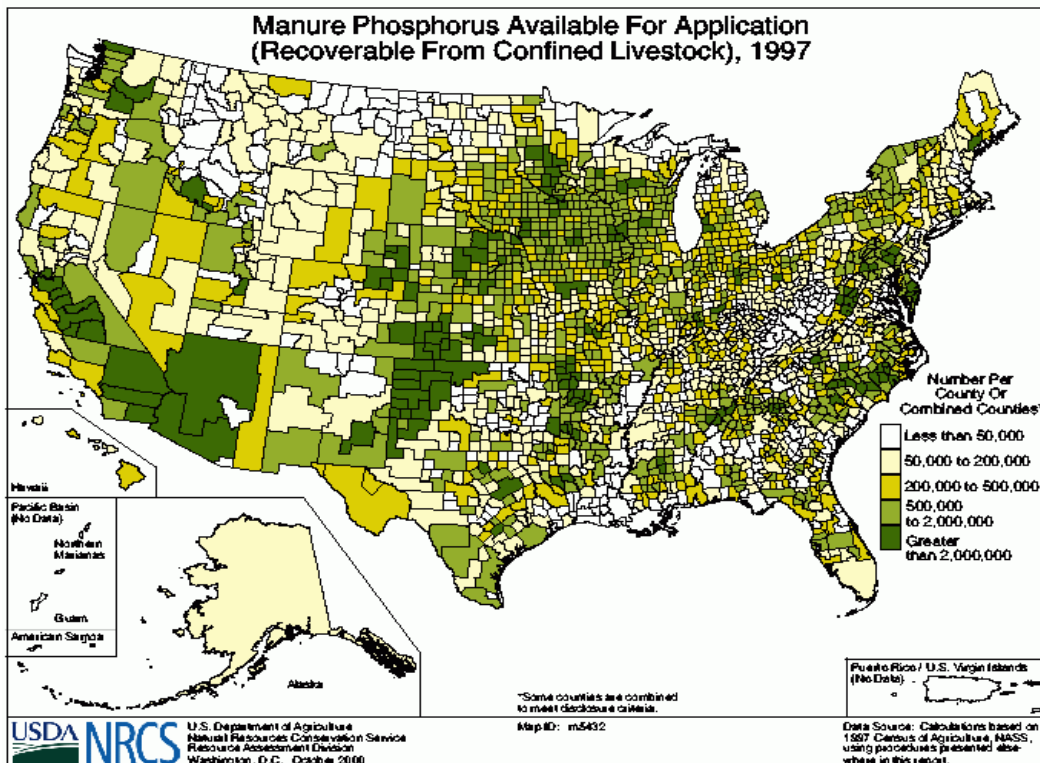 Manure Phosphorus Available For Application
(Recoverable From Confined Livestock), 1997
Number Per
County Or
Combined Counties*
Less than 50,000
50,000 to 200,000
200,000 to 500,000
500,000
to 2,000,000
Greater
than 2,000,000
Hawaii
Pacific Basin
(No Data)
Northern
Marianas
Guam
American Samoa
Alaska
*Some counties are combined
to meet disclosure criteria.
Puerto Rico / U.S. Virgin Islands
(No Data)
USDA NRCS
U.S. Department of Agriculture
Natural Resources Conservation Service
Resource Assessment Division
Washington, D.C. October 2000
Map ID: m5432
Data Source: Calculations based on
1997 Census of Agriculture, NASS,
using procedures presented else-
where in this report.